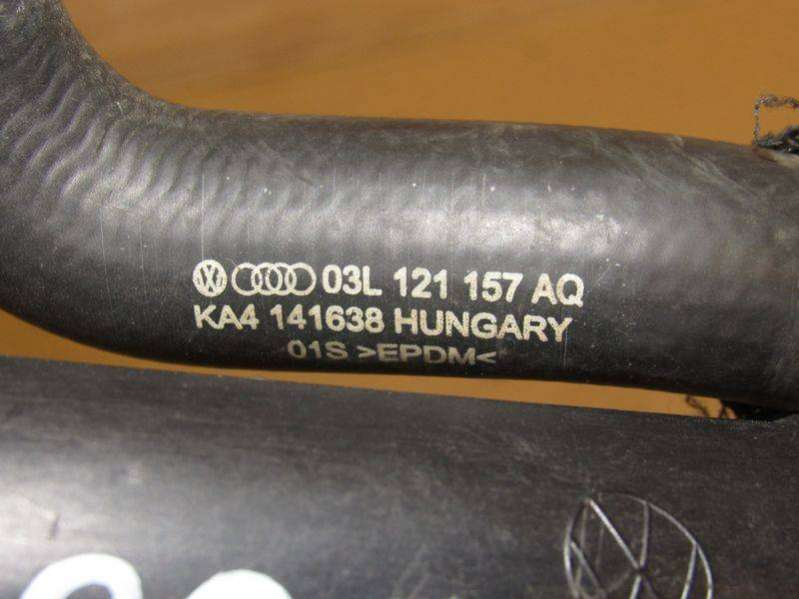 03L 121 157 AQ
KA4 141638 HUNGARY
01S >EPDM<